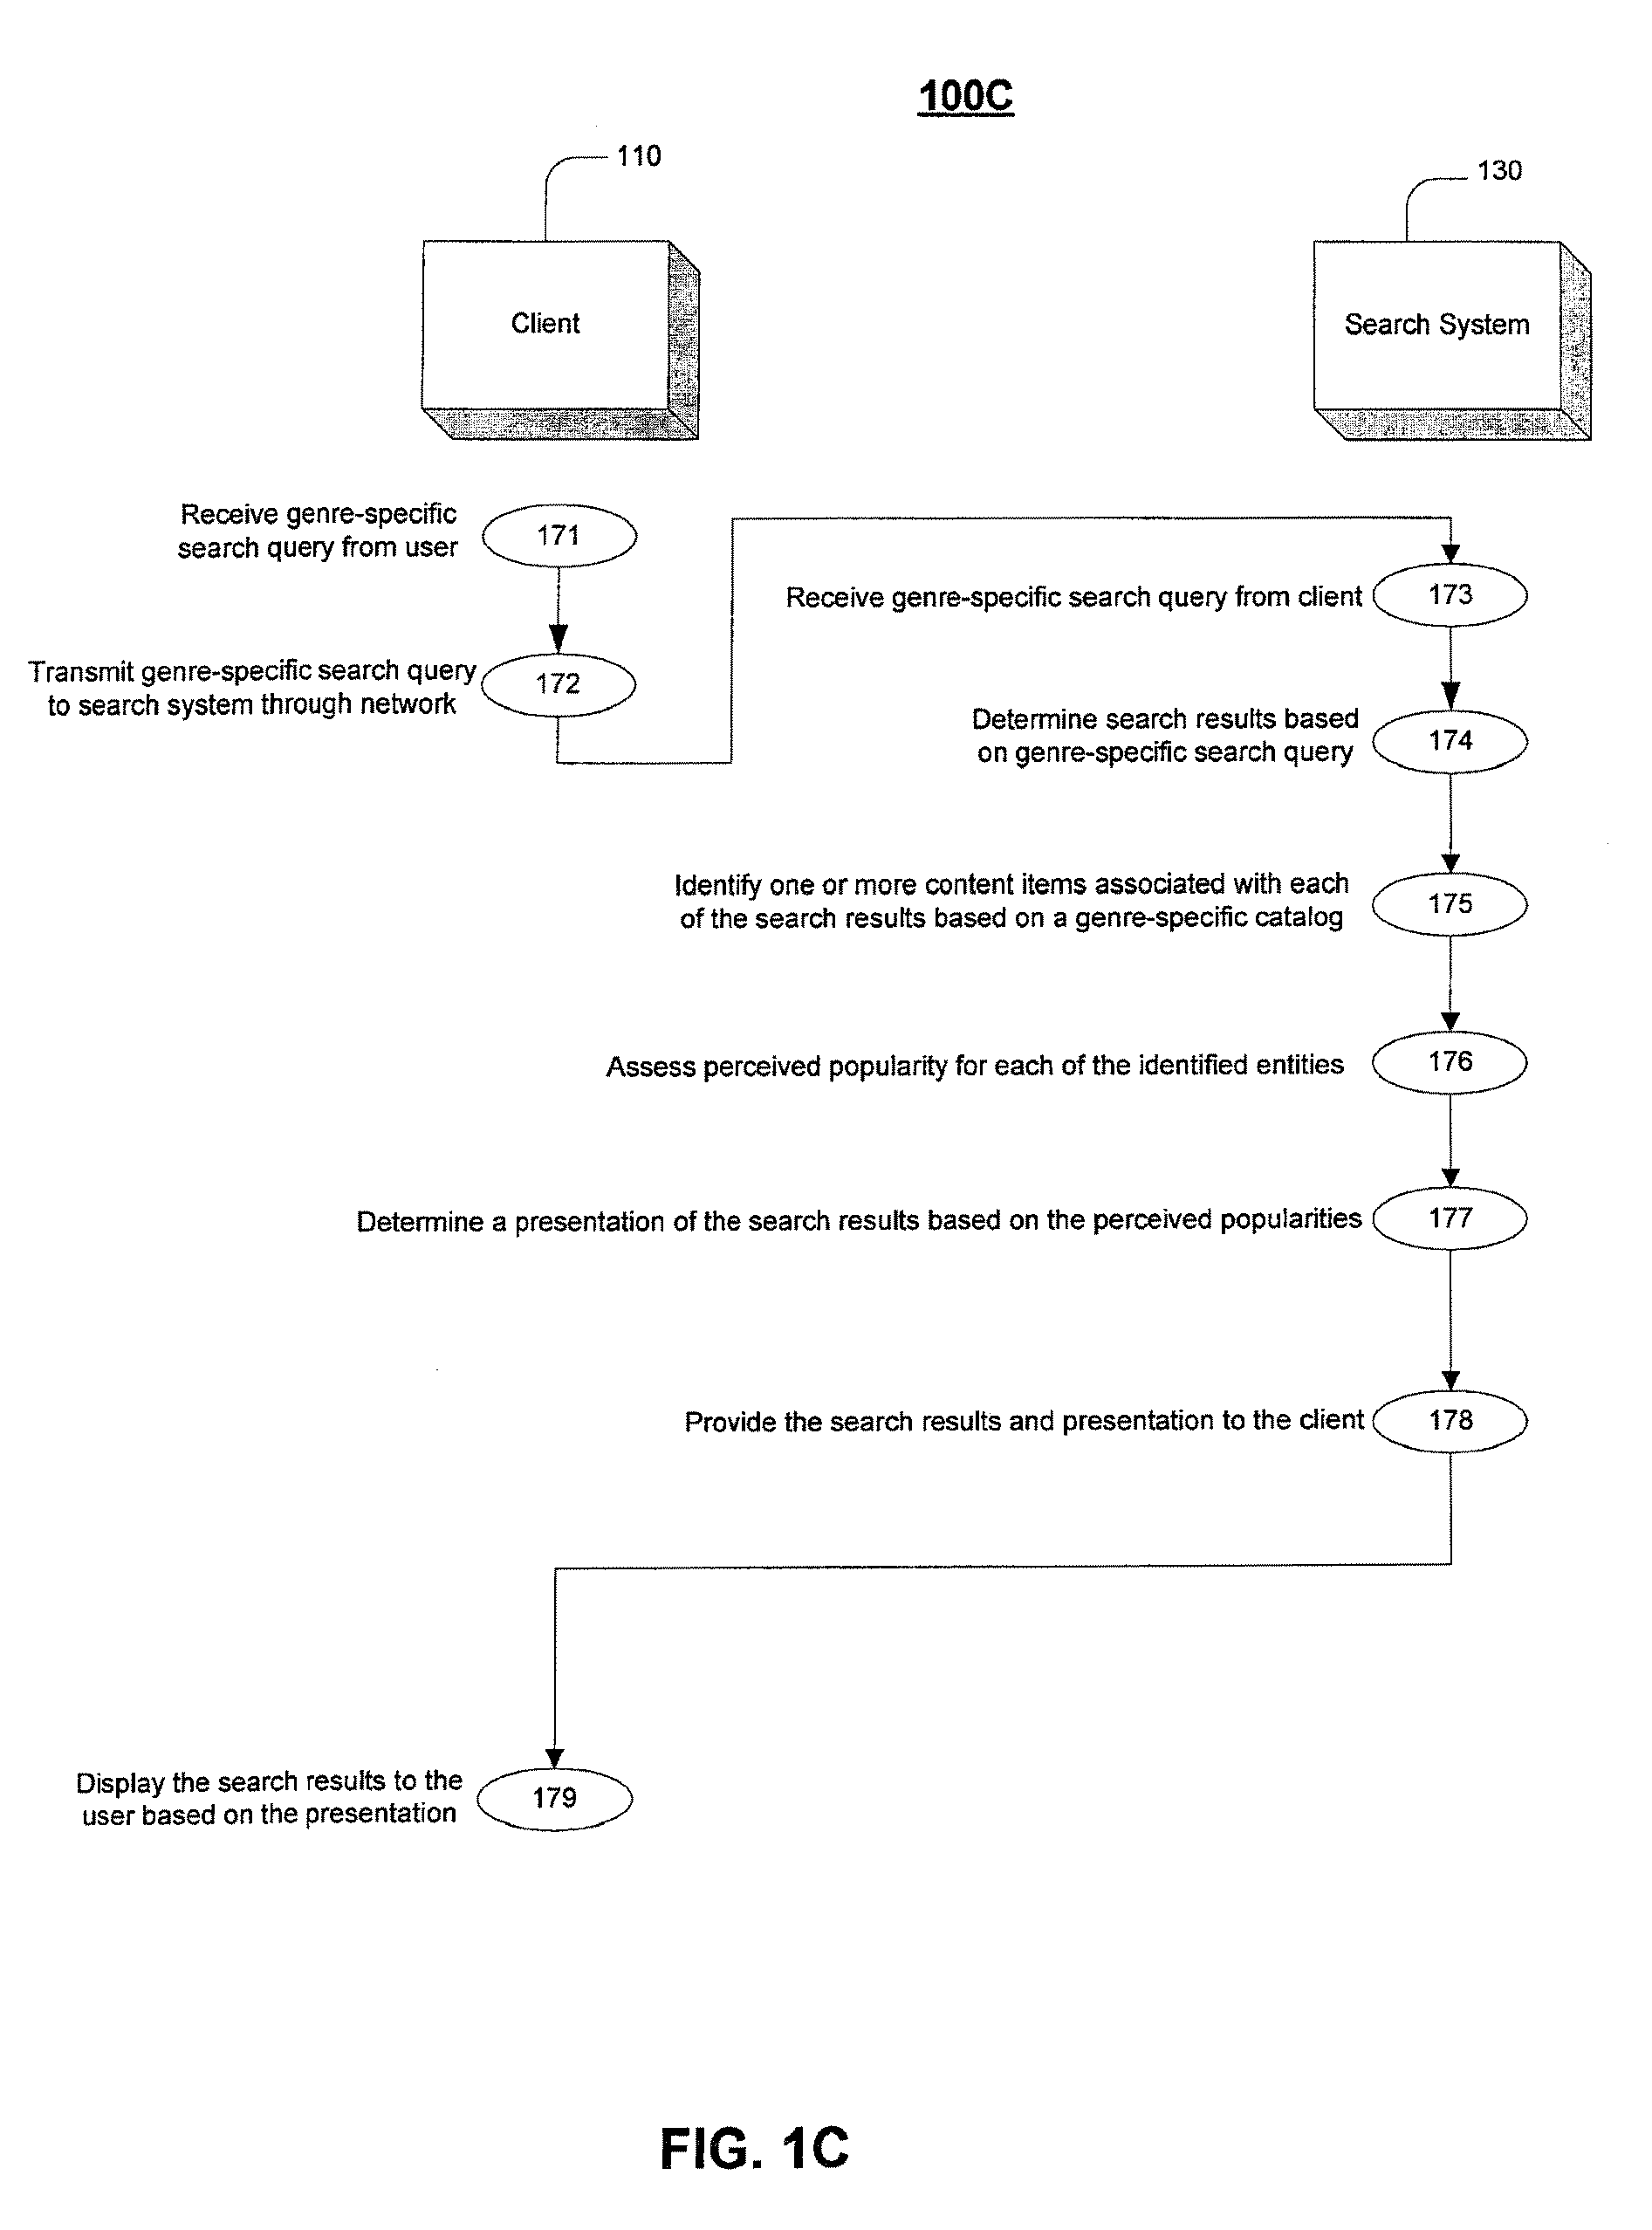 100C
110
130
Client
Search System
Receive genre-specific
search query from user
171
Receive genre-specific search query from client
173
Transmit genre-specific search query
to search system through network
172
Determine search results based
on genre-specific search query
174
Identify one or more content items associated with each
of the search results based on a genre-specific catalog
175
Assess perceived popularity for each of the identified entities
176
Determine a presentation of the search results based on the perceived popularities
177
Provide the search results and presentation to the client
178
Display the search results to the
user based on the presentation
179
FIG. 1C